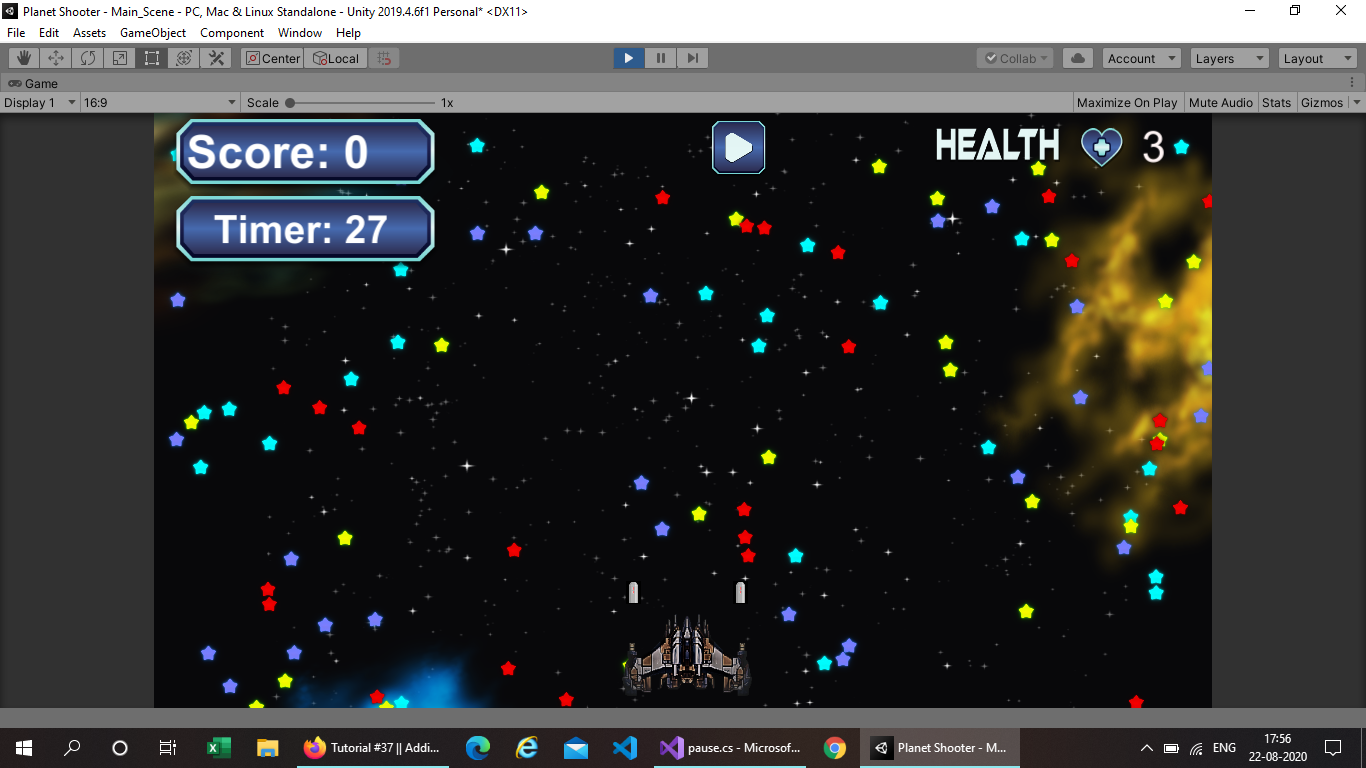 Planet Shooter - Main_Scene - PC, Mac & Linux Standalone - Unity 2019.4.6f1 Personal* <DX11>
File Edit Assets GameObject Component Window Help
Center Local Collab Account Layers Layout
Game
Display 1 16:9 Scale 1x Maximize On Play Mute Audio Stats Gizmos
Score: 0
HEALTH 3
Timer: 27
Tutorial #37 || Addi... pause.cs - Microsof... Planet Shooter - M... ENG
17:56
22-08-2020